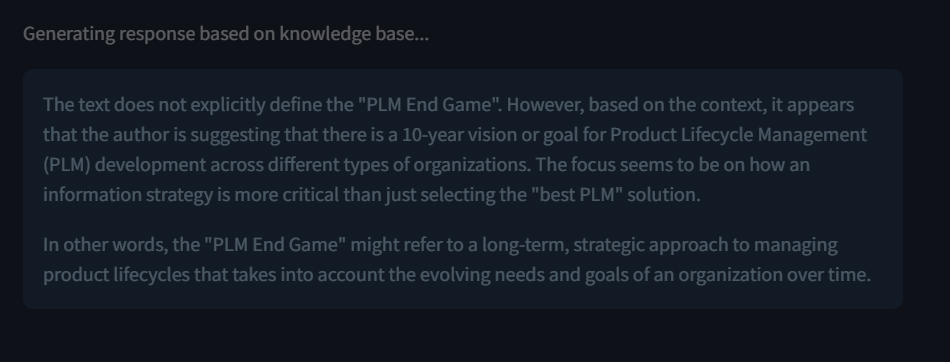 Generating response based on knowledge base...
The text does not explicitly define the "PLM End Game". However, based on the context, it appears
that the author is suggesting that there is a 10-year vision or goal for Product Lifecycle Management
(PLM) development across different types of organizations. The focus seems to be on how an
information strategy is more critical than just selecting the "best PLM" solution.
In other words, the "PLM End Game" might refer to a long-term, strategic approach to managing
product lifecycles that takes into account the evolving needs and goals of an organization over time.